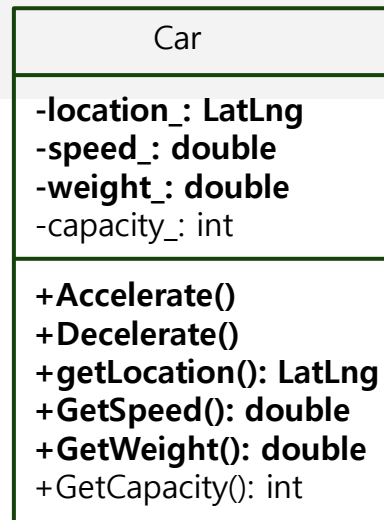 Car
-location_: LatLng
-speed_: double
-weight_: double
-capacity_: int
+Accelerate()
+Decelerate()
+getLocation(): LatLng
+GetSpeed(): double
+GetWeight(): double
+GetCapacity(): int